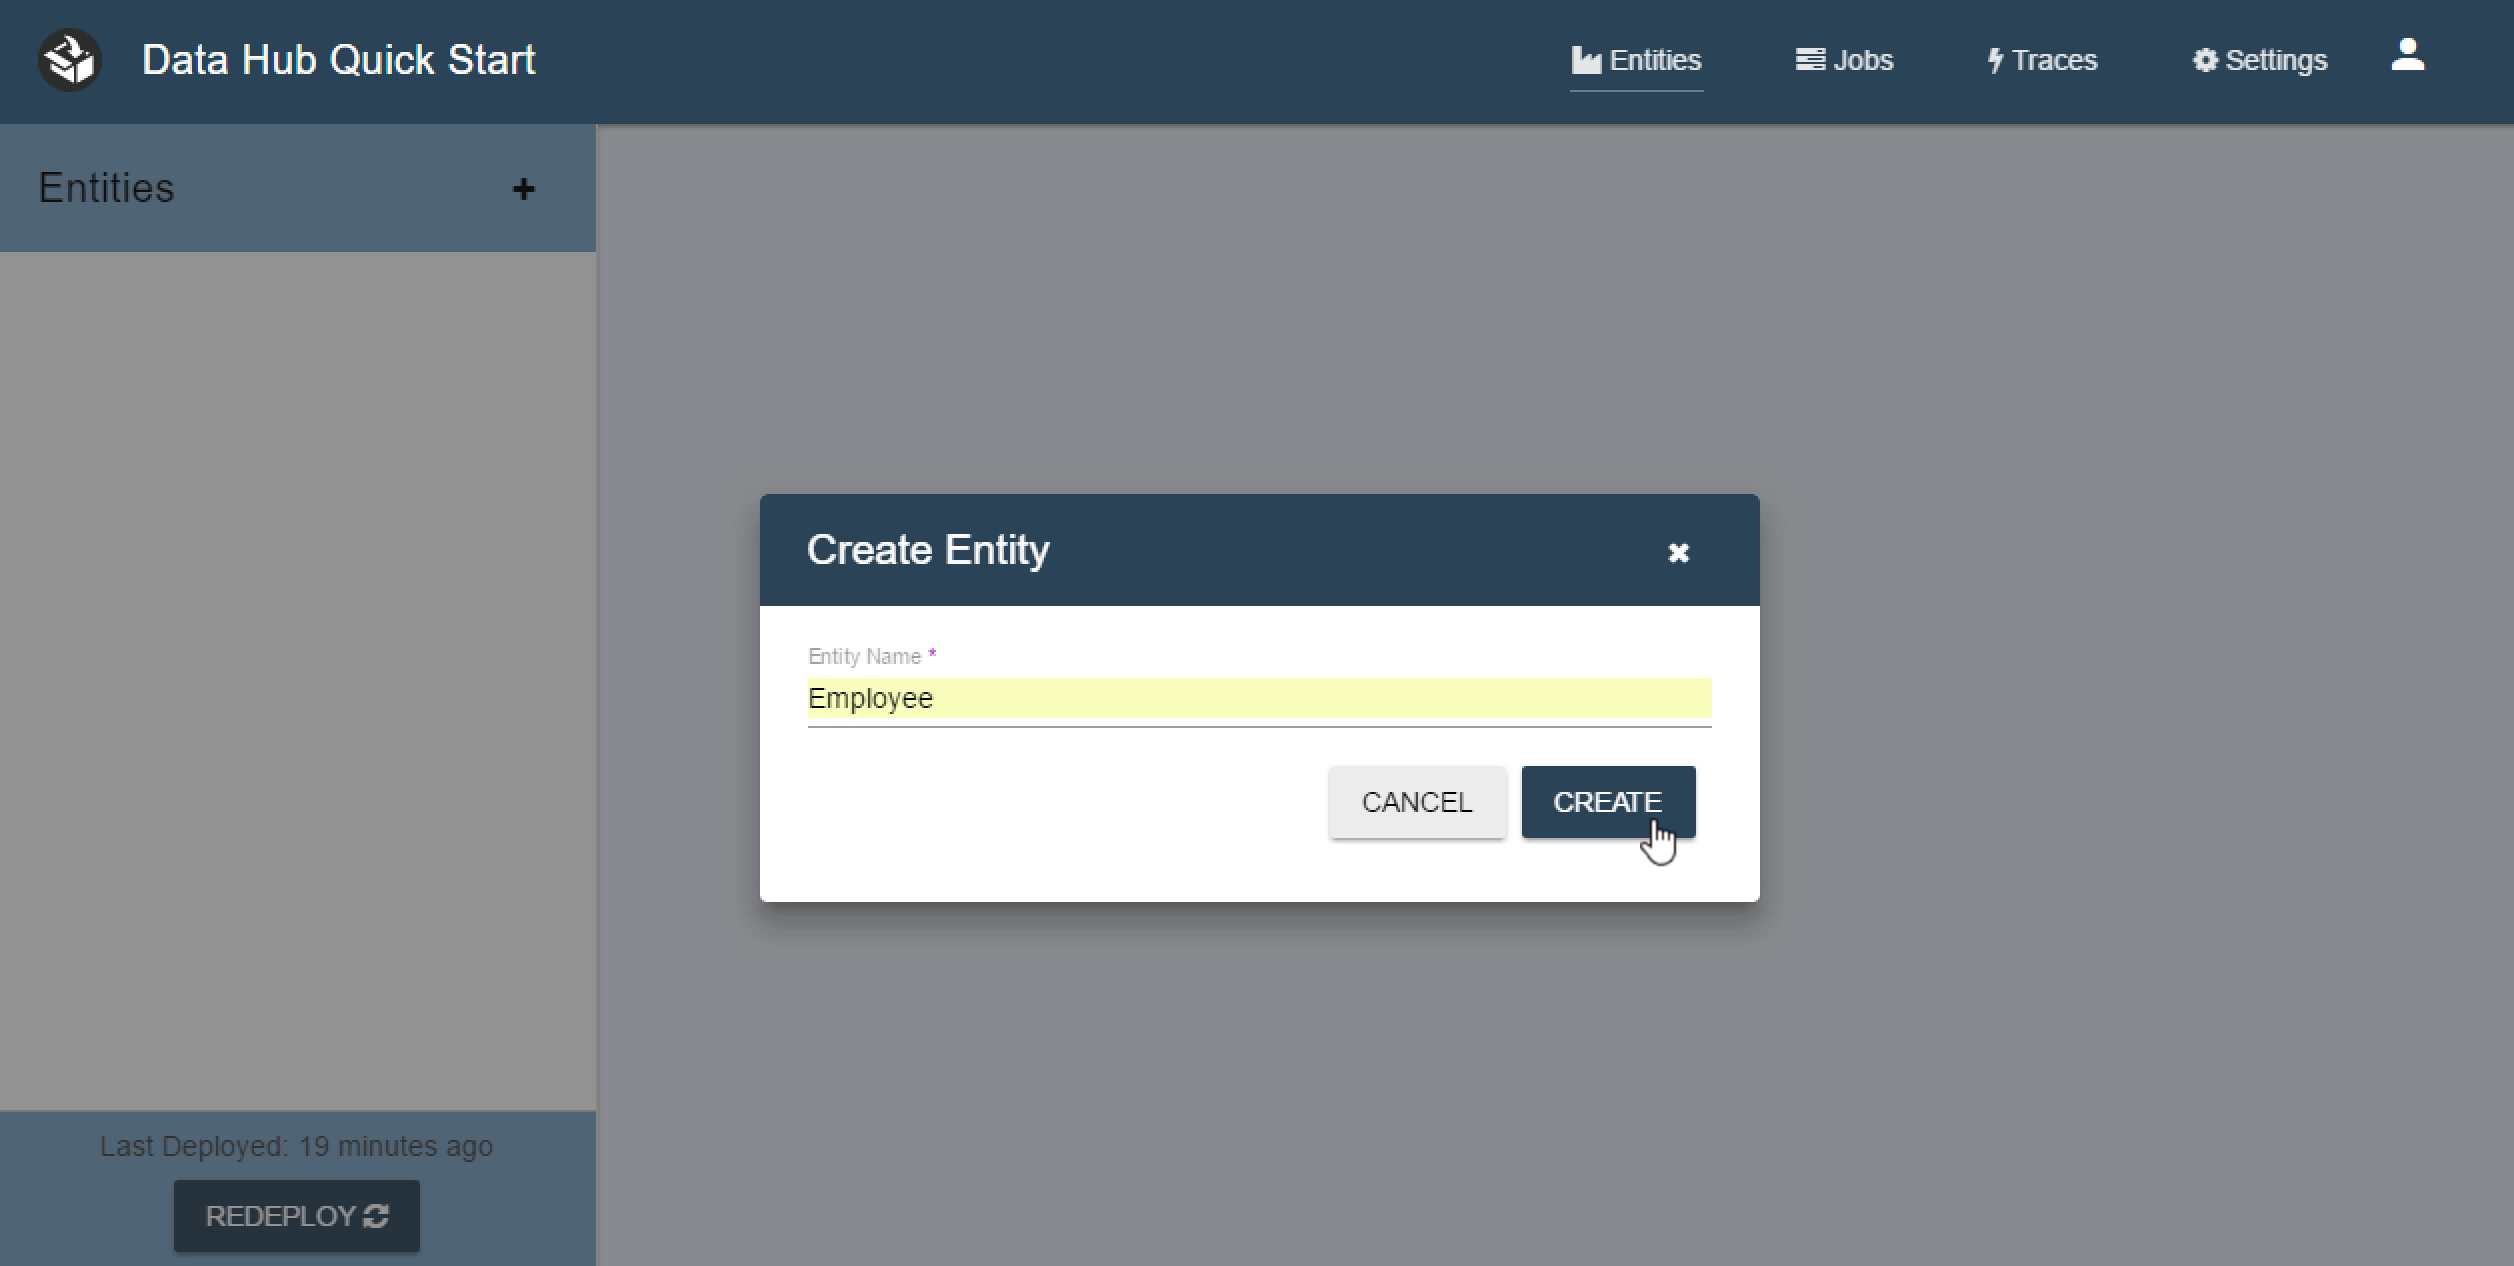 Data Hub Quick Start
Entities
Jobs
Traces
Settings
Entities
Create Entity
Entity Name *
Employee
CANCEL
CREATE
Last Deployed: 19 minutes ago
REDEPLOY